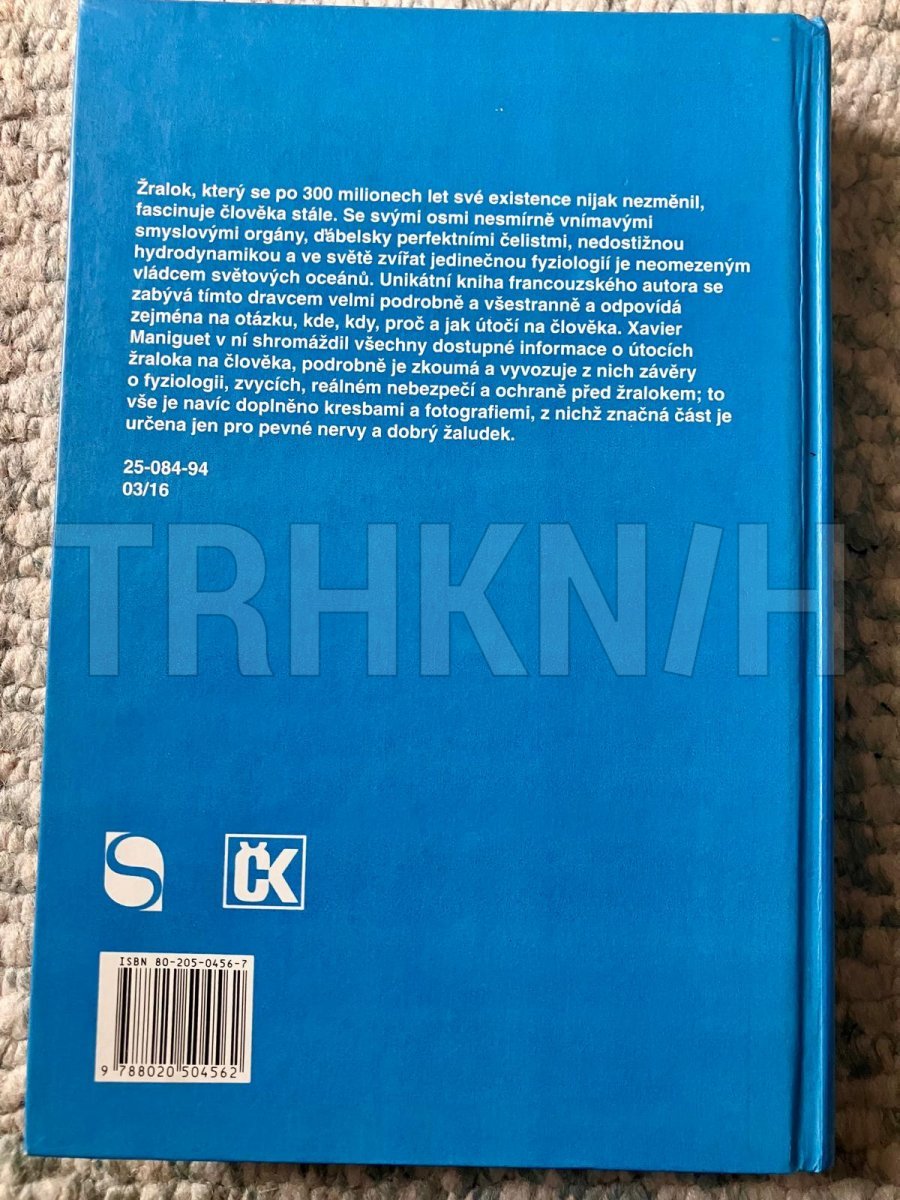 Žralok, který se po 300 milionech let své existence nijak nezměnil,
fascinuje člověka stále. Se svými osmi nesmírně vnímavými
smyslovými orgány, ďábelsky perfektními čelistmi, nedostižnou
hydrodynamikou a ve světě zvířat jedinečnou fyziologií je neomezeným
vládcem světových oceánů. Unikátní kniha francouzského autora se
zabývá tímto dravcem velmi podrobně a všestranně a odpovídá
zejména na otázku, kde, kdy, proč a jak útočí na člověka. Xavier
Maniguet v ní shromáždil všechny dostupné informace o útocích
žraloka na člověka, podrobně je zkoumá a vyvozuje z nich závěry
o fyziologii, zvycích, reálném nebezpečí a ochraně před žralokem; to
vše je navíc doplněno kresbami a fotografiemi, z nichž značná část je
určena jen pro pevné nervy a dobrý žaludek.
25-084-94
03/16
TRHKN/H
S
ČK
ISBN 80-205-0456-7
9 788020 504562